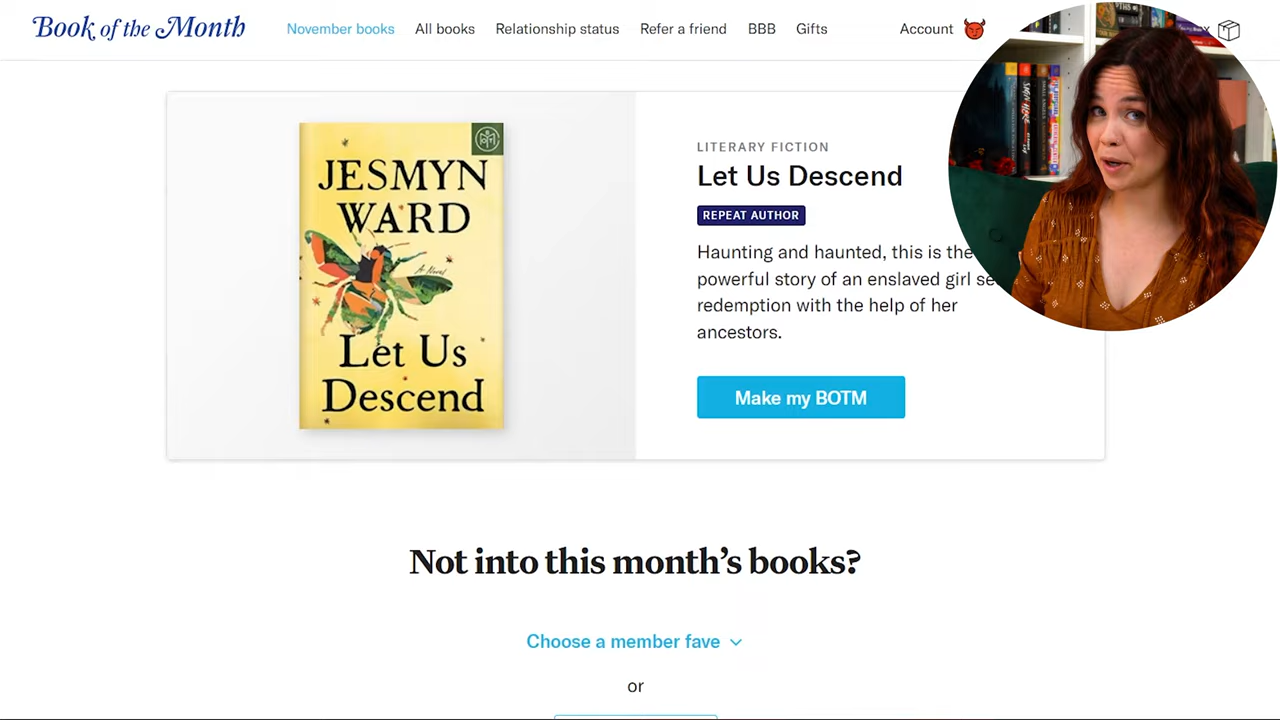 Book of the Month
November books
All books
Relationship status
Refer a friend
BBB
Gifts
Account
JESMYN
WARD
A Novel
Let Us
Descend
LITERARY FICTION
Let Us Descend
REPEAT AUTHOR
Haunting and haunted, this is the
powerful story of an enslaved girl
redemption with the help of her
ancestors.
Make my BOTM
Not into this month's books?
Choose a member fave
or